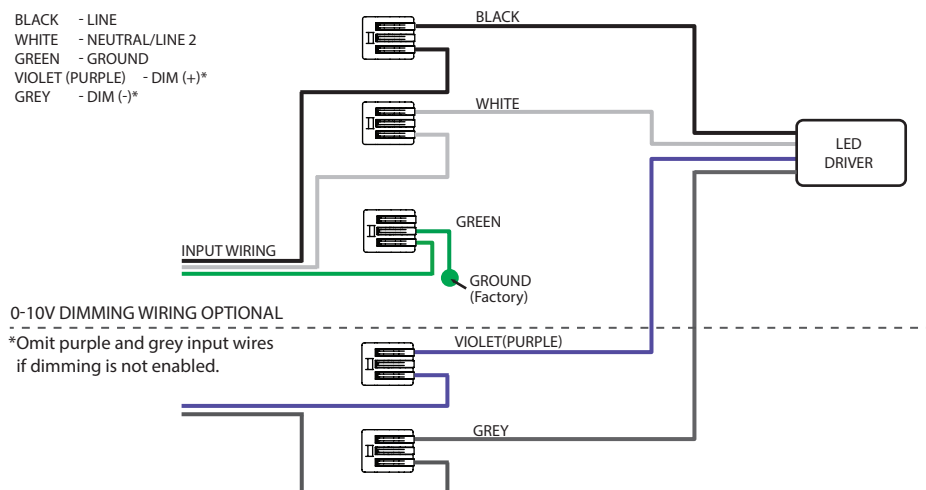 BLACK - LINE
WHITE - NEUTRAL/LINE 2
GREEN - GROUND
VIOLET (PURPLE) - DIM (+)*
GREY - DIM (-)*
BLACK
WHITE
LED
DRIVER
GREEN
INPUT WIRING
GROUND
(Factory)
0-10V DIMMING WIRING OPTIONAL
*Omit purple and grey input wires
if dimming is not enabled.
VIOLET(PURPLE)
GREY